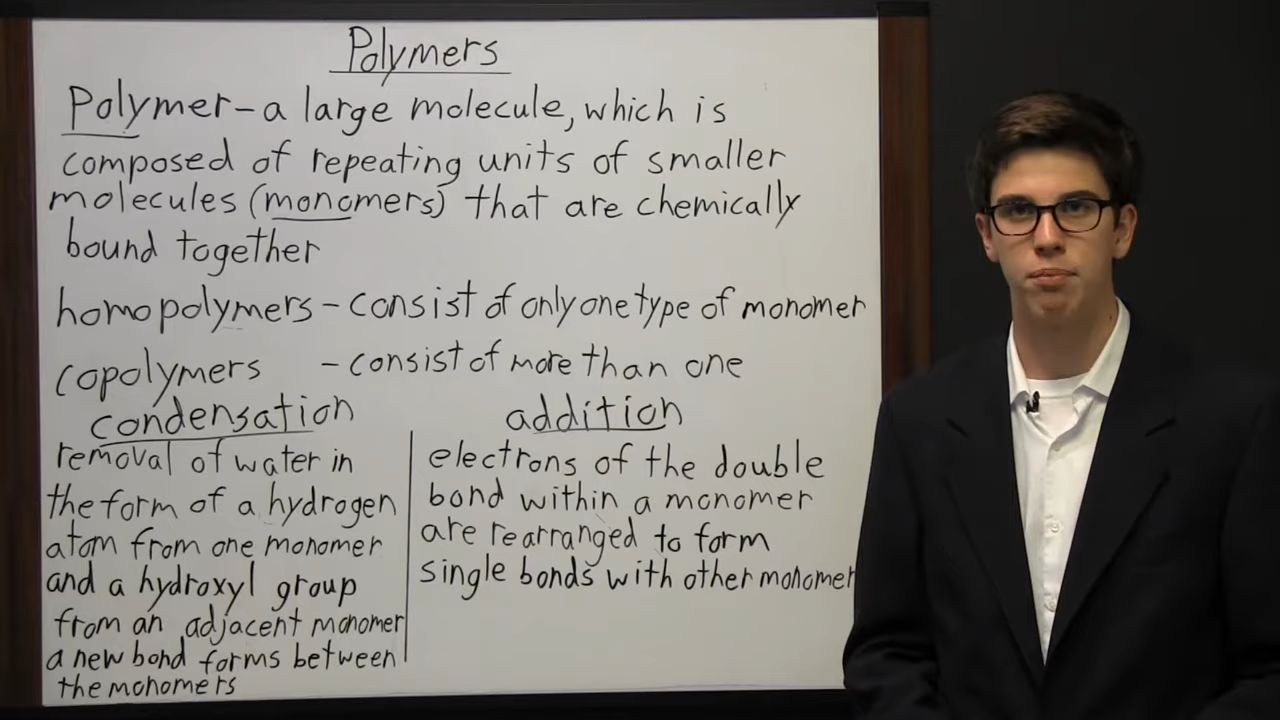 Polymers
Polymer - a large molecule, which is
composed of repeating units of smaller
molecules (monomers) that are chemically
bound together
homopolymers - consist of only one type of monomer
copolymers - consist of more than one
condensation
removal of water in
the form of a hydrogen
atom from one monomer
and a hydroxyl group
from an adjacent monomer
a new bond forms between
the monomers
addition
electrons of the double
bond within a monomer
are rearranged to form
single bonds with other monomer